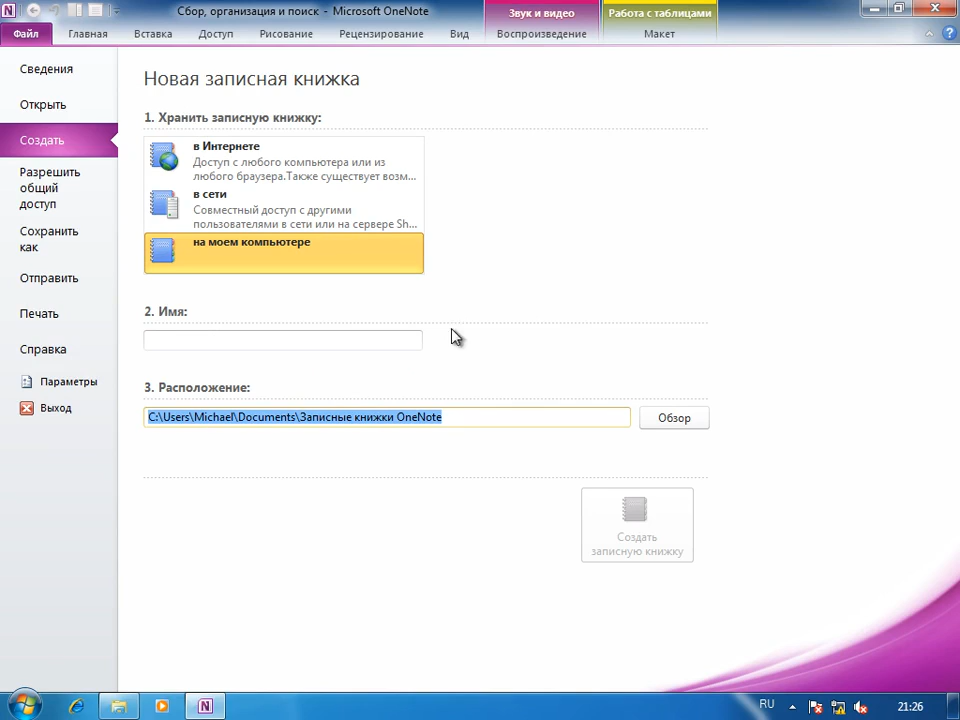 Сбор, организация и поиск - Microsoft OneNote
Звук и видео
Работа с таблицами
Файл
Главная
Вставка
Доступ
Рисование
Рецензирование
Вид
Воспроизведение
Макет
Сведения
Открыть
Создать
Разрешить
общий
доступ
Сохранить
как
Отправить
Печать
Справка
Параметры
Выход
Новая записная книжка
1. Хранить записную книжку:
в Интернете
Доступ с любого компьютера или из
любого браузера.Также существует возм...
в сети
Совместный доступ с другими
пользователями в сети или на сервере Sh...
на моем компьютере
2. Имя:
3. Расположение:
C:\Users\Michael\Documents\Записные книжки OneNote
Обзор
Создать
записную книжку
RU
21:26